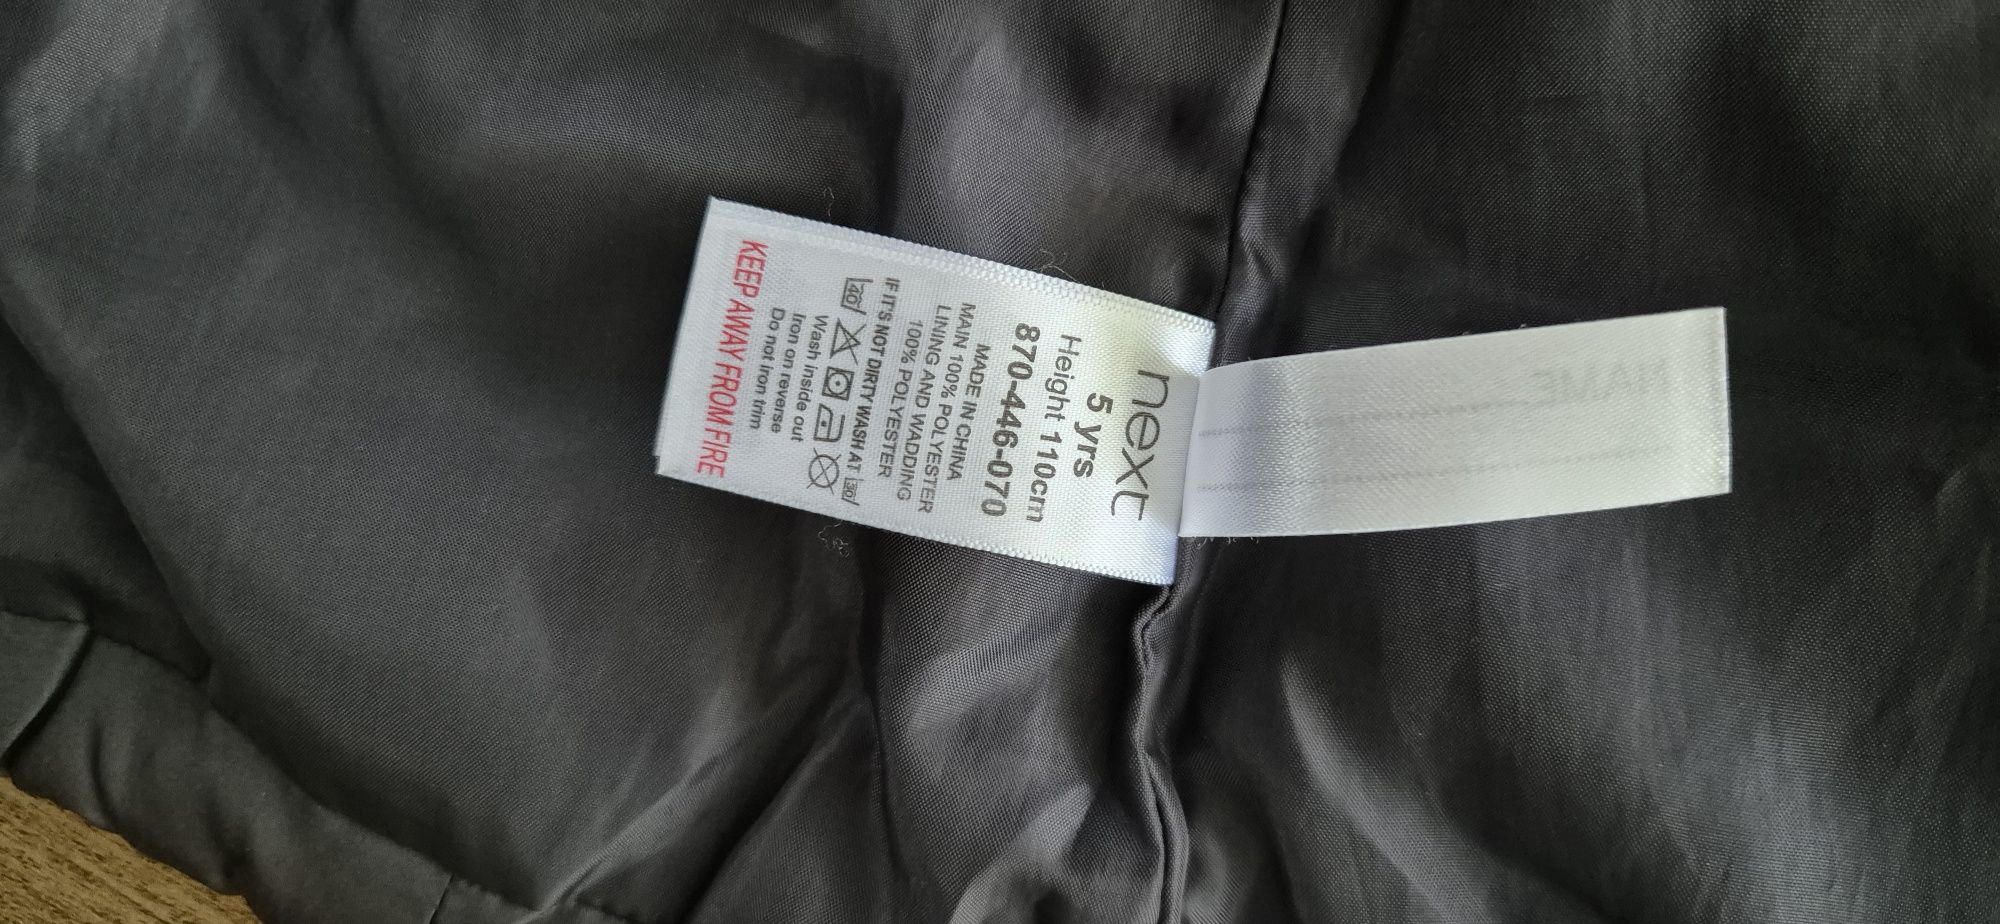 next
5 yrs
Height 110cm
870-446-070
MADE IN CHINA
MAIN 100% POLYESTER
LINING AND WADDING
100% POLYESTER
IF IT'S NOT DIRTY WASH AT 30
40
Wash inside out
Iron on reverse
Do not iron trim
KEEP AWAY FROM FIRE